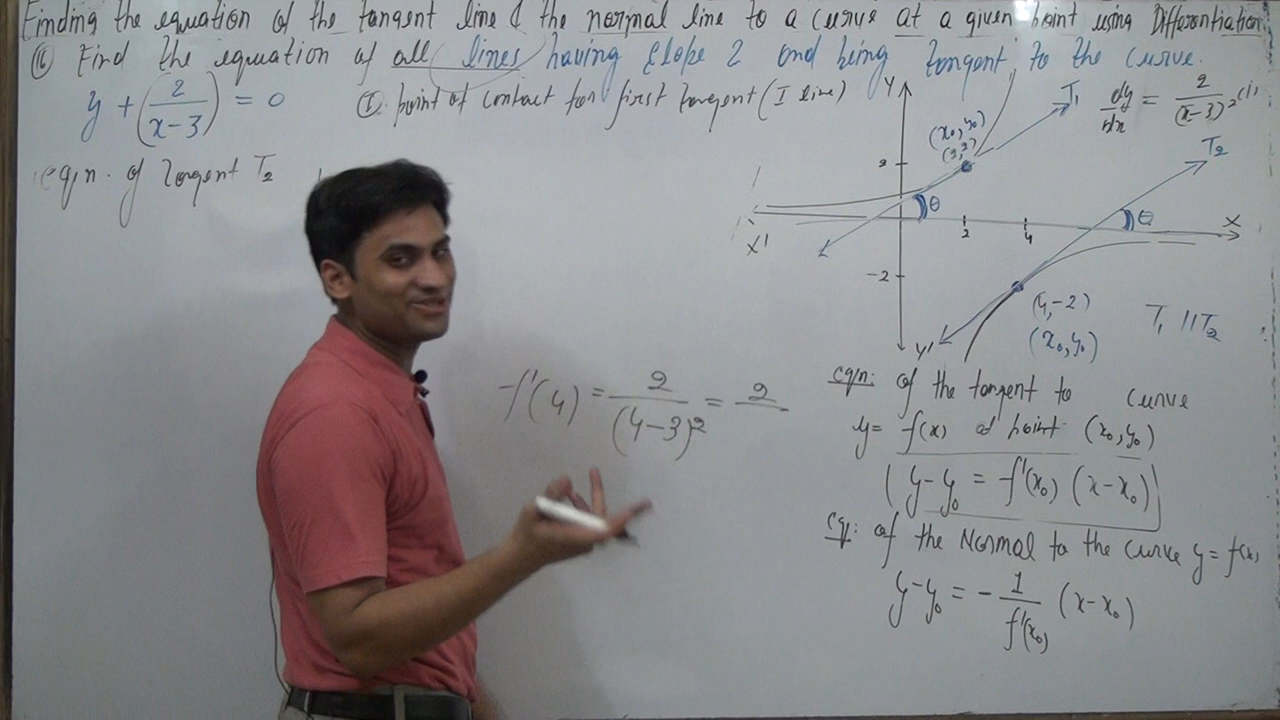 Finding the equation of the tangent line & the normal line to a curve at a given point using Differentiation
(16) Find the equation of all lines having slope 2 and being tangent to the curve.
y + (2/(x-3)) = 0
(I). point of contact for first tangent (I line)
eqn. of Tangent T2
f'(4) = 2/(4-3)² = 2
Y
T1
dy/dx = 2/(x-3)²
(x0, y0)
T2
2
θ
θ
X'
2
4
X
-2
(4,-2)
(x0, y0)
Y'
T1 || T2
eqn: of the tangent to curve
y = f(x) at point (x0, y0)
y-y0 = f'(x0) (x-x0)
eq: of the Normal to the curve y = f(x)
y-y0 = - 1/f'(x0) (x-x0)